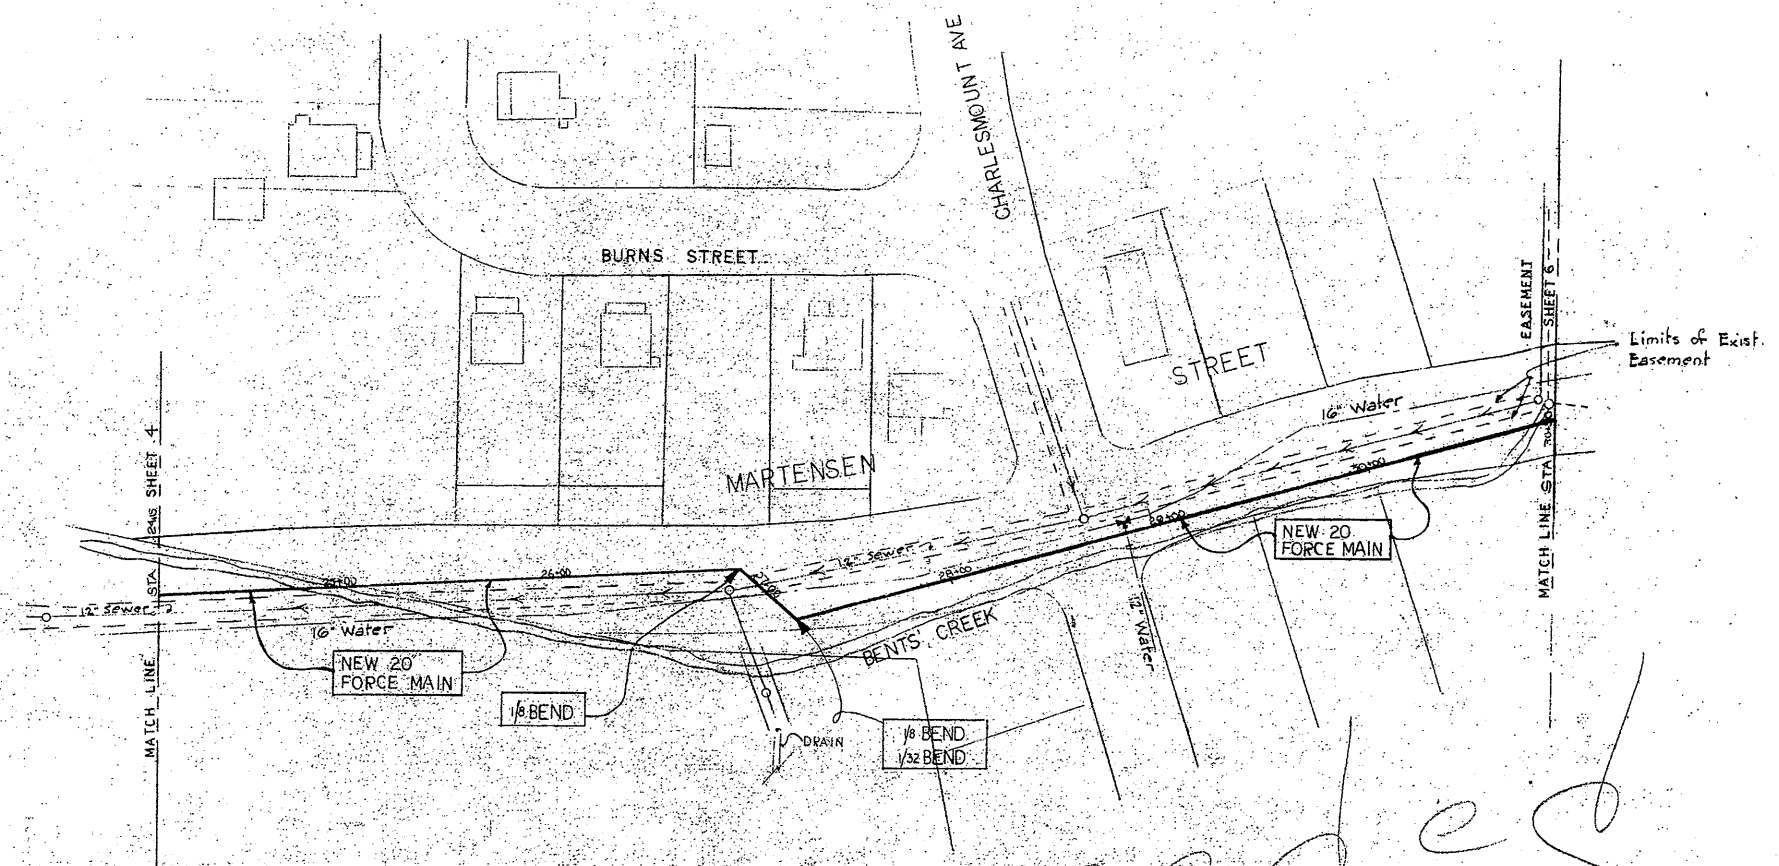 CHARLESMOUNT AVE
BURNS STREET
MARTENSEN
STREET
EASEMENT
SHEET 6
MATCH LINE STA
Limits of Exist.
Easement
16" Water
30+00
29+00
28+00
27+00
26+00
25+00
12" Sewer
NEW 20
FORCE MAIN
SHEET 4
STA
MATCH LINE
12" Sewer
16" Water
NEW 20"
FORCE MAIN
1/8 BEND
BENTS' CREEK
12" Water
DRAIN
1/8 BEND
1/32 BEND